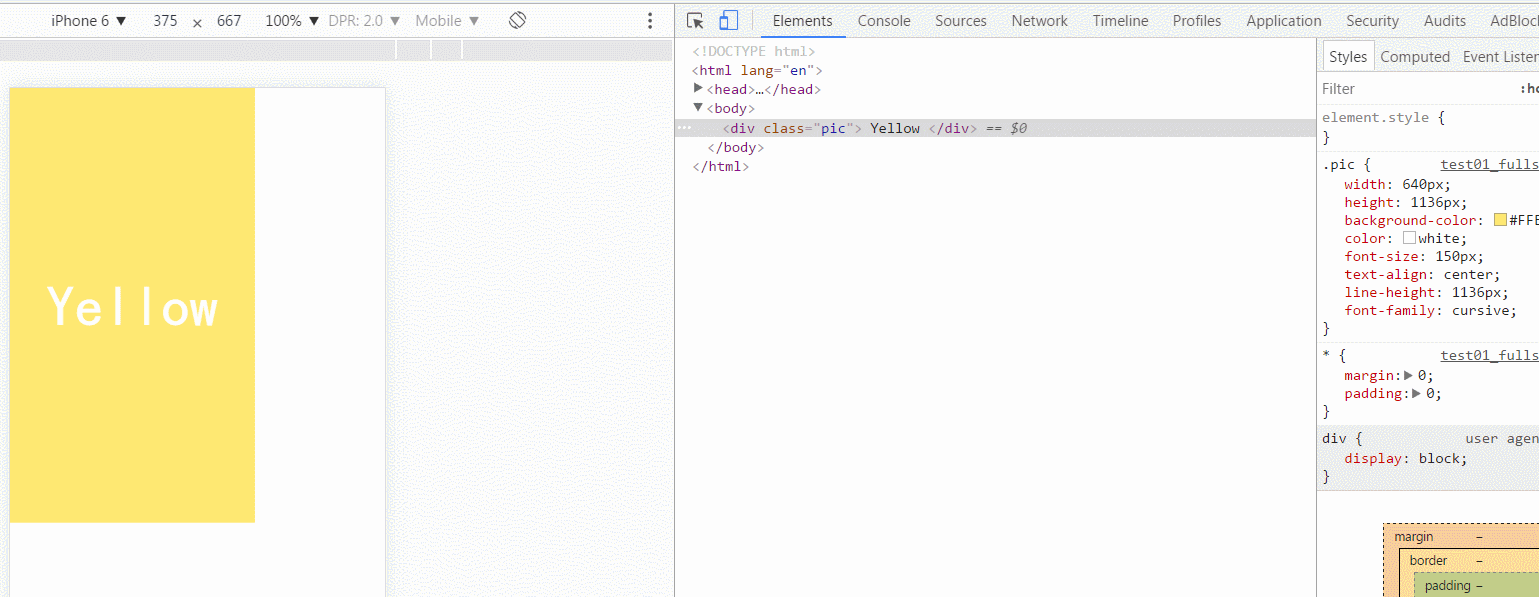 iPhone 6 ▼ 375 × 667 100% ▼ DPR: 2.0 ▼ Mobile ▼
Yellow
Elements Console Sources Network Timeline Profiles Application Security Audits AdBloc
<!DOCTYPE html>
<html lang="en">
▶<head>…</head>
▼<body>
··· <div class="pic"> Yellow </div> == $0
</body>
</html>
Styles Computed Event Listen
Filter :ho
element.style {
}
.pic { test01_fulls
width: 640px;
height: 1136px;
background-color: #FFE
color: white;
font-size: 150px;
text-align: center;
line-height: 1136px;
font-family: cursive;
}
* { test01_fulls
margin:▶ 0;
padding:▶ 0;
}
div { user agen
display: block;
}
margin –
border –
padding –